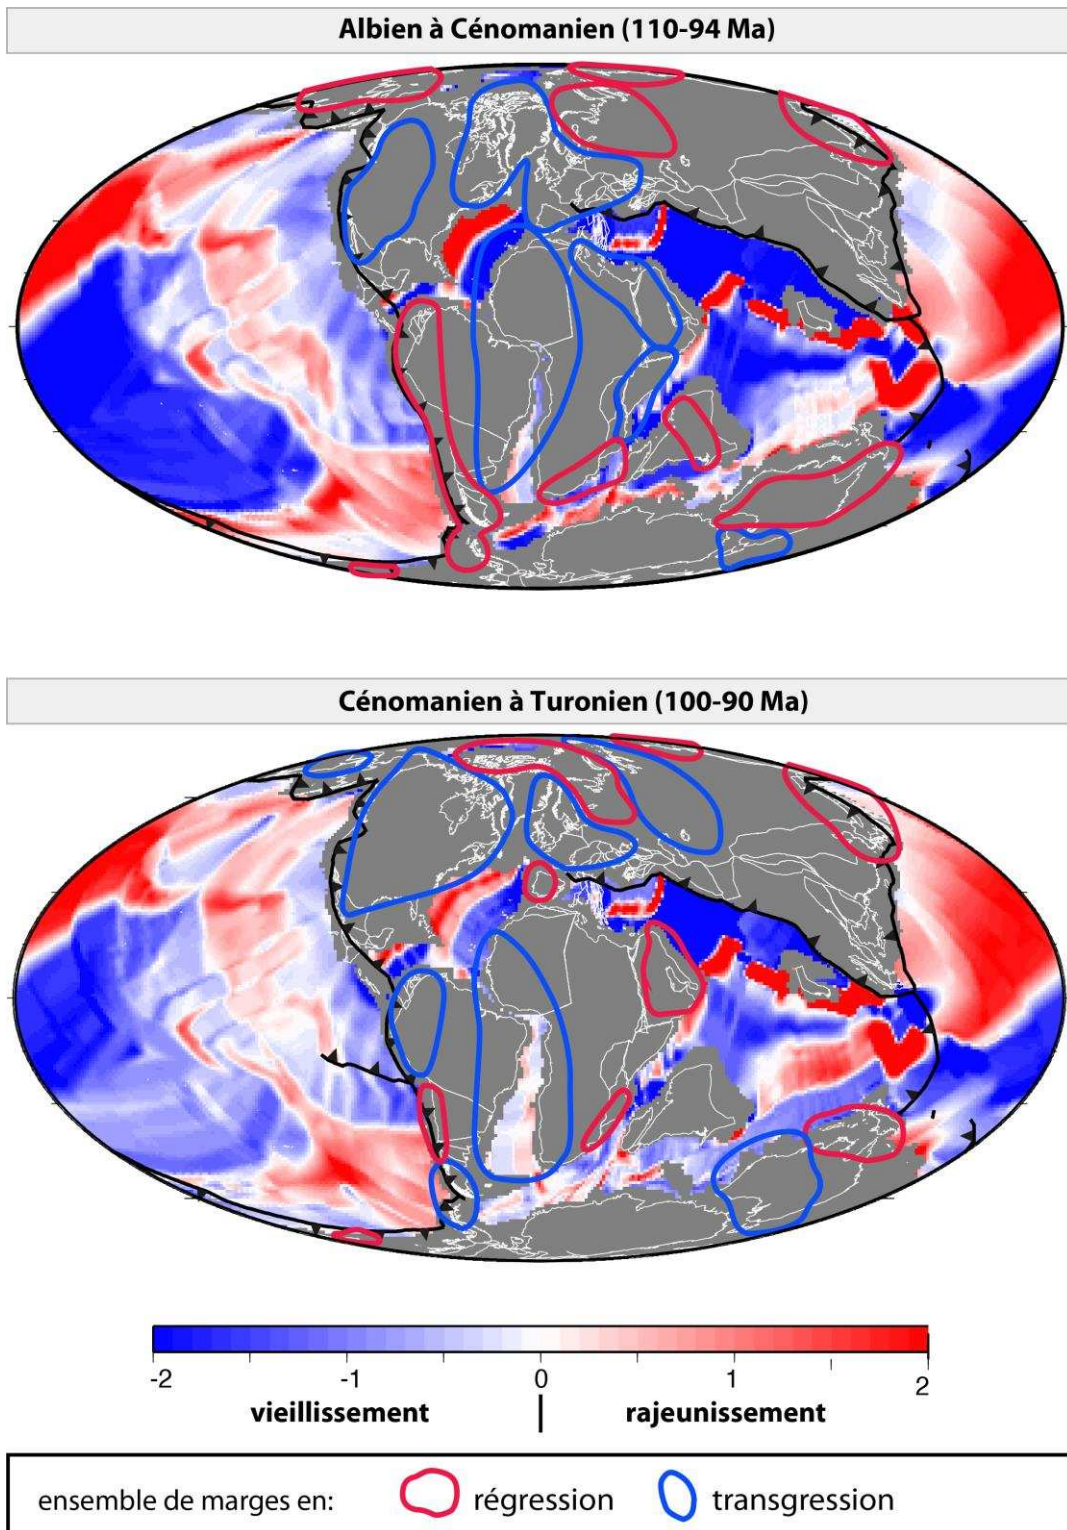 Albien à Cénomanien (110-94 Ma)
Cénomanien à Turonien (100-90 Ma)
-2 -1 0 1 2
vieillissement | rajeunissement
ensemble de marges en: régression transgression